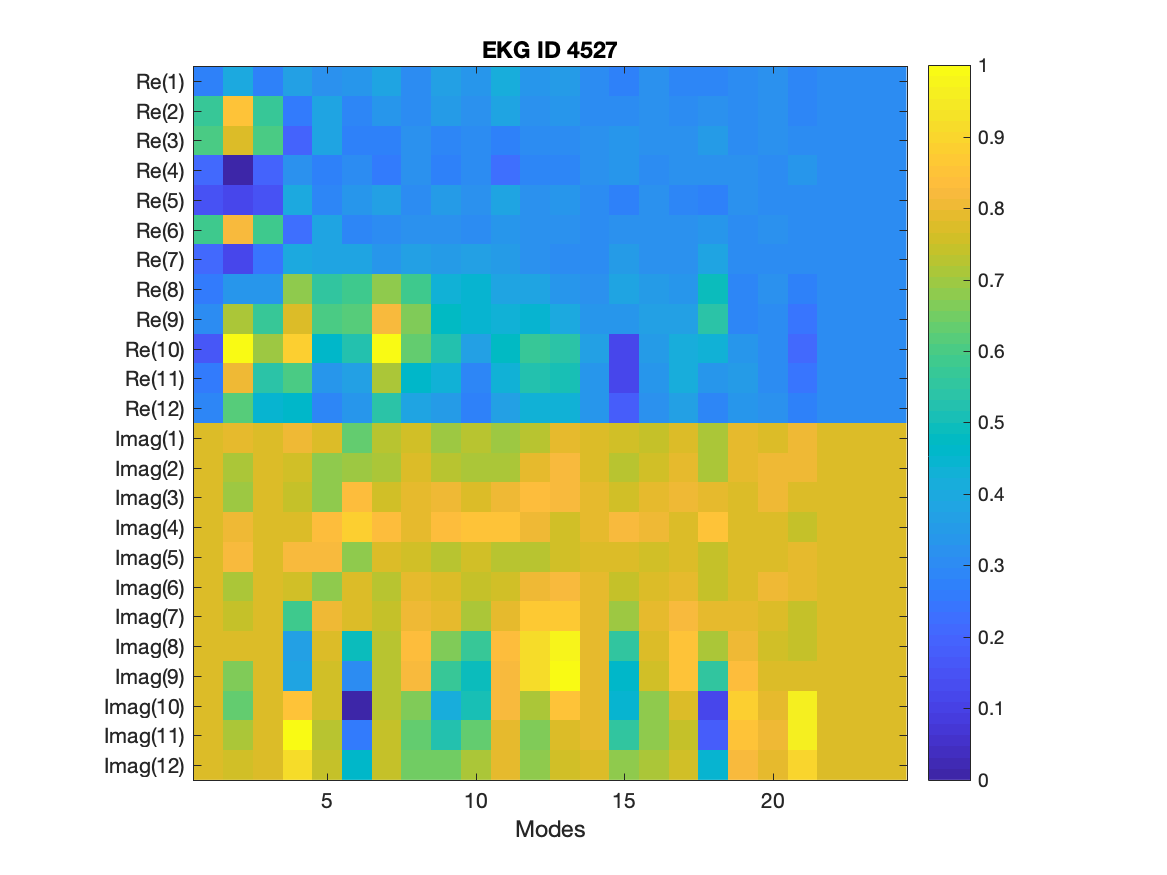 EKG ID 4527
Re(1)
Re(2)
Re(3)
Re(4)
Re(5)
Re(6)
Re(7)
Re(8)
Re(9)
Re(10)
Re(11)
Re(12)
Imag(1)
Imag(2)
Imag(3)
Imag(4)
Imag(5)
Imag(6)
Imag(7)
Imag(8)
Imag(9)
Imag(10)
Imag(11)
Imag(12)
5 10 15 20
Modes
1
0.9
0.8
0.7
0.6
0.5
0.4
0.3
0.2
0.1
0